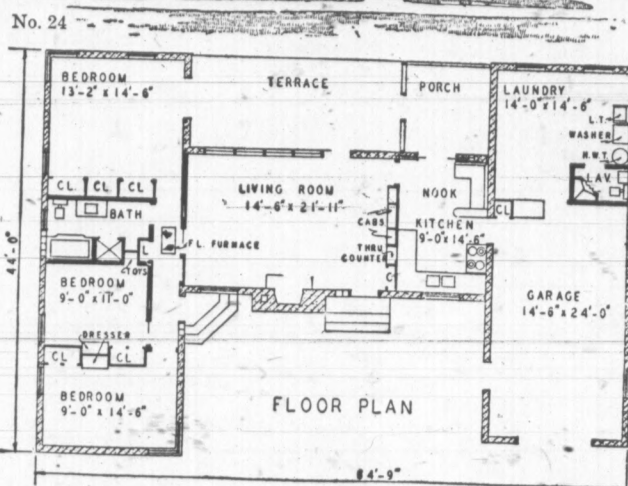 No. 24
BEDROOM
13'-2" X 14'-6"
TERRACE
PORCH
LAUNDRY
14'-0" X 14'-6"
L.T.
WASHER
H.W.T.
LAV.
CL. CL CL
LIVING ROOM
14'-6" X 21'-11"
NOOK
CL
BATH
CABS
KITCHEN
9'-0" X 14'-6"
L
FL. FURNACE
THRU
COUNTER
44'-0"
BEDROOM
9'-0" X 11'-0"
GARAGE
14'-6" X 24'-0"
DRESSER
CL CL
BEDROOM
9'-0" X 14'-6"
FLOOR PLAN
64'-9"